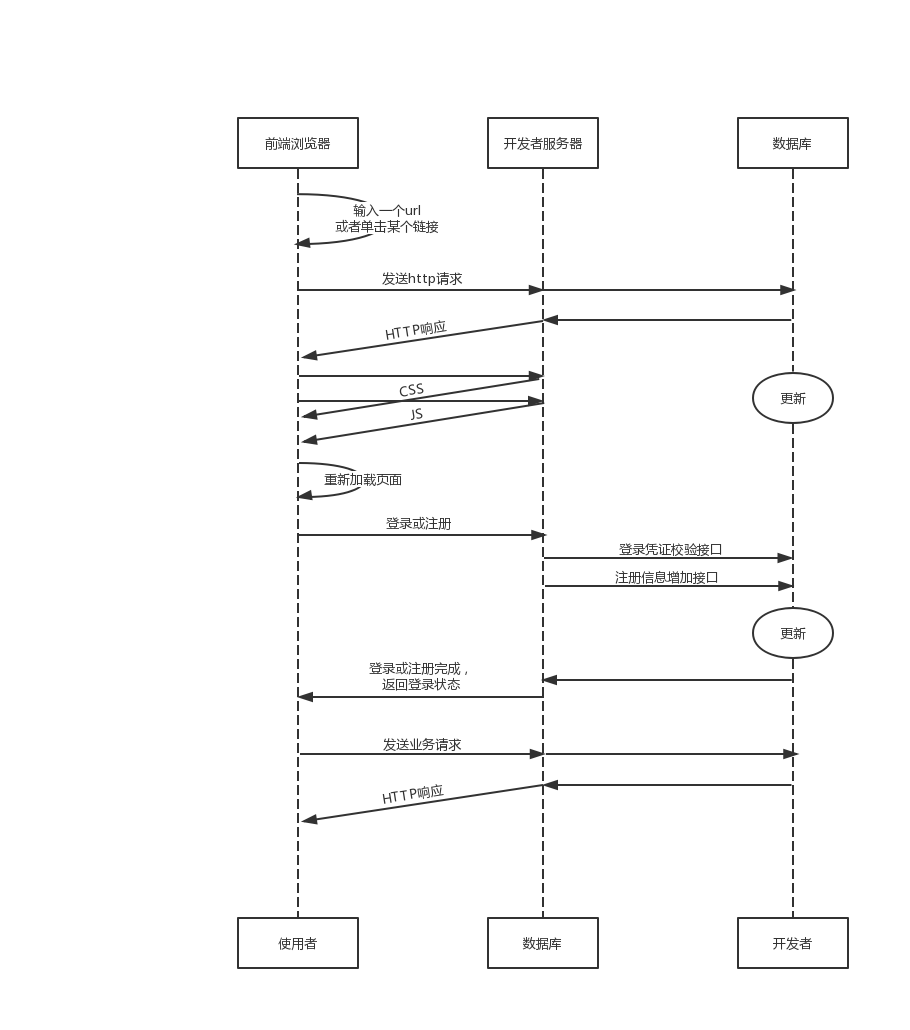 前端浏览器
开发者服务器
数据库
输入一个url
或者单击某个链接
发送http请求
HTTP响应
CSS
更新
JS
重新加载页面
登录或注册
登录凭证校验接口
注册信息增加接口
更新
登录或注册完成，
返回登录状态
发送业务请求
HTTP响应
使用者
数据库
开发者